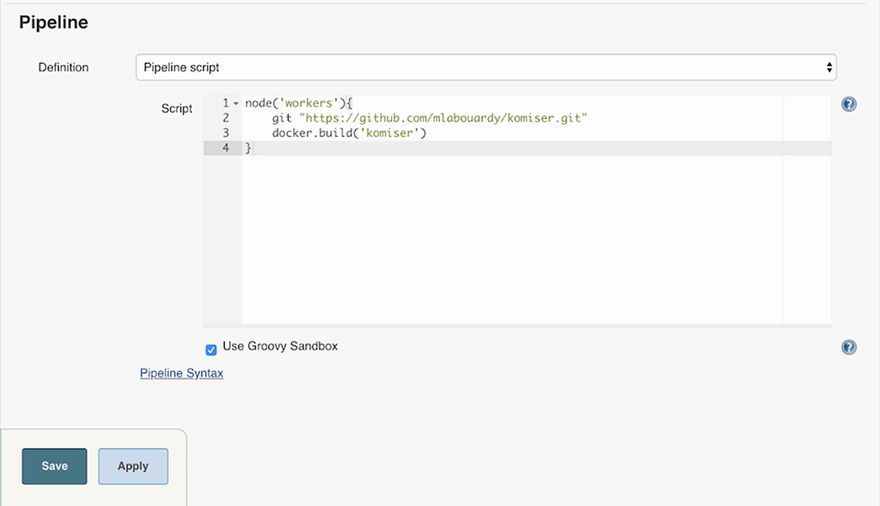 Pipeline
Definition
Pipeline script
Script
1 node('workers'){
2 git "https://github.com/mlabouardy/komiser.git"
3 docker.build('komiser')
4 }
?
Use Groovy Sandbox
?
Pipeline Syntax
Save
Apply